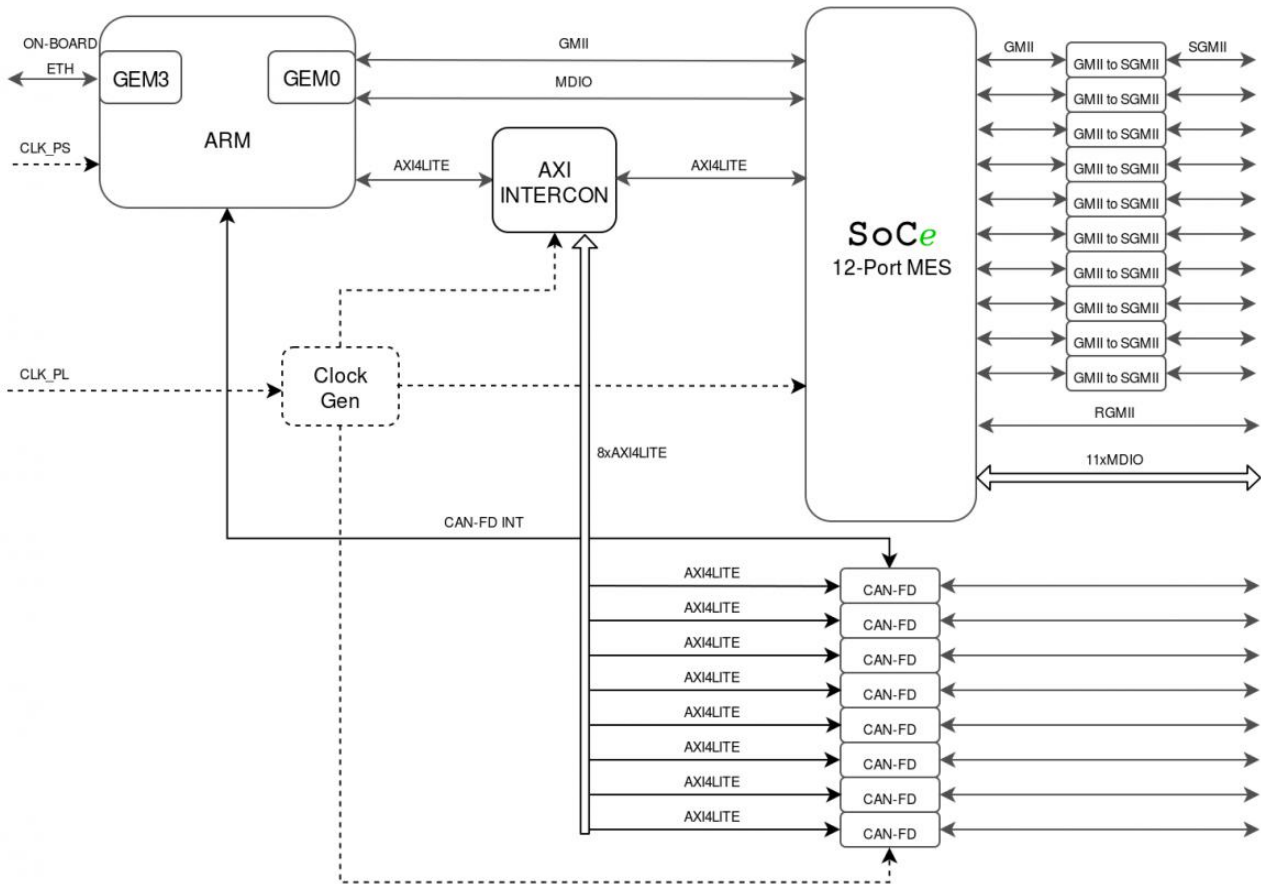 ON-BOARD
ETH
GEM3
GEM0
ARM
CLK_PS
GMII
MDIO
AXI4LITE
AXI
INTERCON
AXI4LITE
SoCe
12-Port MES
GMII
SGMII
GMII to SGMII
GMII to SGMII
GMII to SGMII
GMII to SGMII
GMII to SGMII
GMII to SGMII
GMII to SGMII
GMII to SGMII
GMII to SGMII
GMII to SGMII
RGMII
11xMDIO
CLK_PL
Clock
Gen
8xAXI4LITE
CAN-FD INT
AXI4LITE
CAN-FD
AXI4LITE
CAN-FD
AXI4LITE
CAN-FD
AXI4LITE
CAN-FD
AXI4LITE
CAN-FD
AXI4LITE
CAN-FD
AXI4LITE
CAN-FD
AXI4LITE
CAN-FD